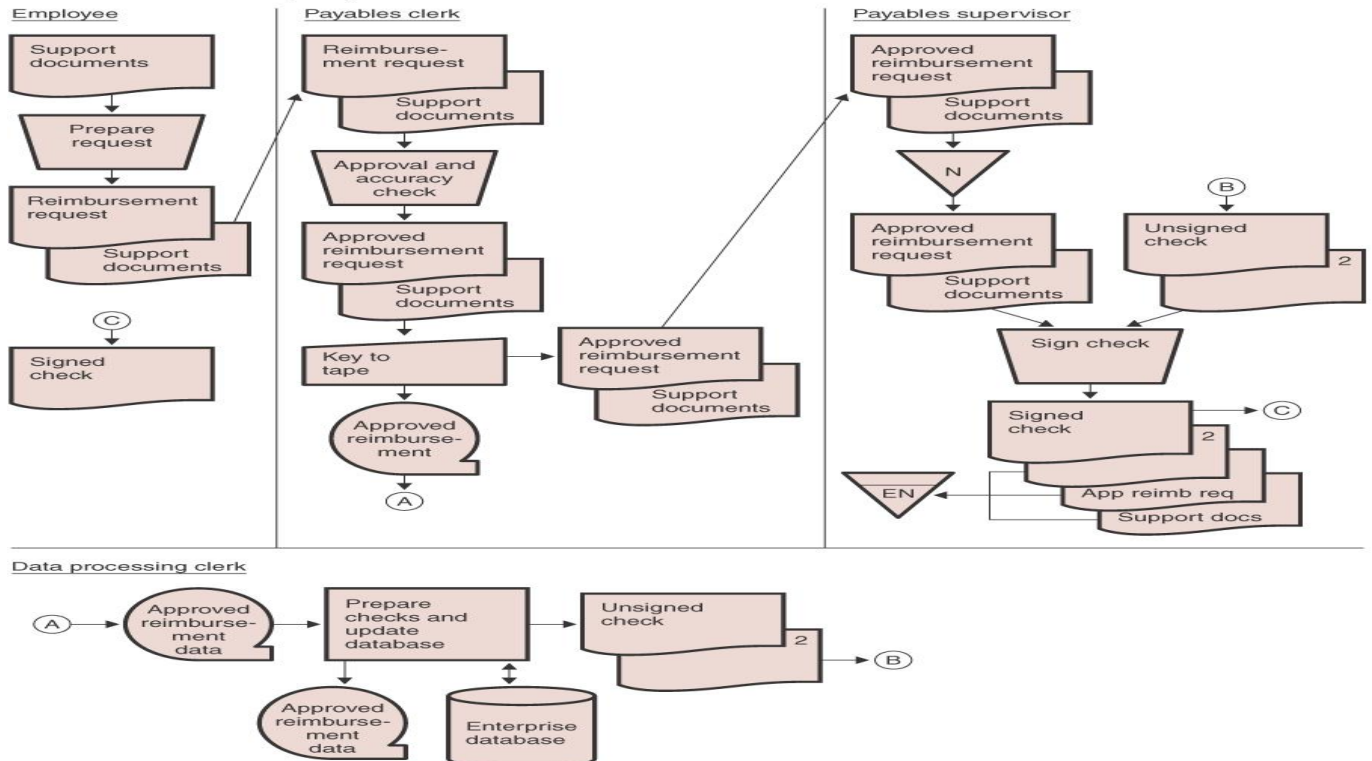 Employee
Support
documents
Prepare
request
Reimbursement
request
Support
documents
C
Signed
check
Payables clerk
Reimburse-
ment request
Support
documents
Approval and
accuracy
check
Approved
reimbursement
request
Support
documents
Key to
tape
Approved
reimburse-
ment
A
Approved
reimbursement
request
Support
documents
Payables supervisor
Approved
reimbursement
request
Support
documents
N
Approved
reimbursement
request
Support
documents
B
Unsigned
check
2
Sign check
Signed
check
C
2
App reimb req
Support docs
EN
Data processing clerk
A
Approved
reimburse-
ment
data
Prepare
checks and
update
database
Unsigned
check
2
B
Approved
reimburse-
ment
data
Enterprise
database